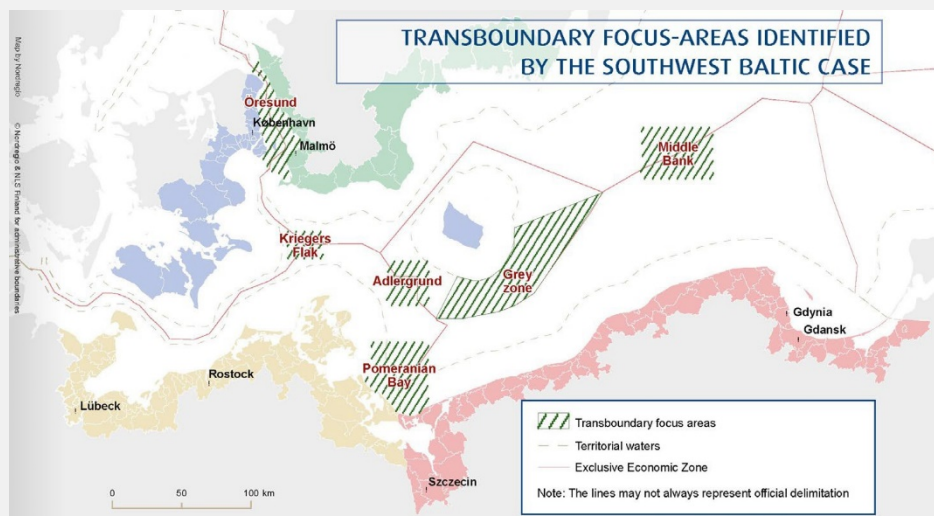 TRANSBOUNDARY FOCUS-AREAS IDENTIFIED
BY THE SOUTHWEST BALTIC CASE
Map by Nordregio
© Nordregio & NLS Finland for administrative boundaries
Öresund
København
Malmö
Middle
Bank
Kriegers
Flak
Adlergrund
Grey
zone
Gdynia
Gdansk
Pomeranian
Bay
Rostock
Lübeck
Szczecin
0 50 100 km
Transboundary focus areas
Territorial waters
Exclusive Economic Zone
Note: The lines may not always represent official delimitation